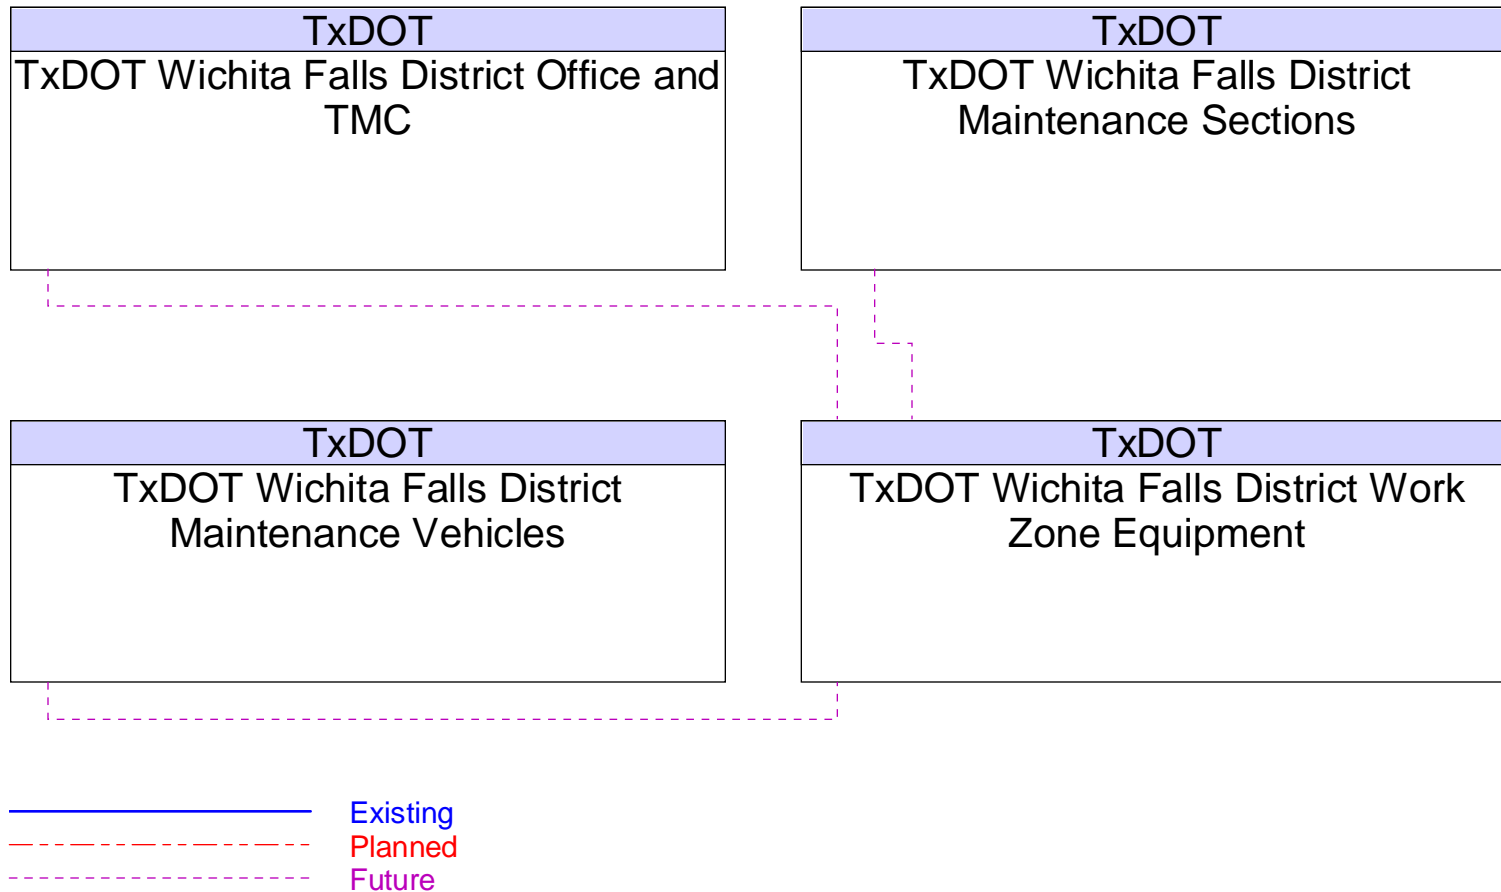 TxDOT
TxDOT Wichita Falls District Office and
TMC
TxDOT
TxDOT Wichita Falls District
Maintenance Sections
TxDOT
TxDOT Wichita Falls District
Maintenance Vehicles
TxDOT
TxDOT Wichita Falls District Work
Zone Equipment
Existing
Planned
Future